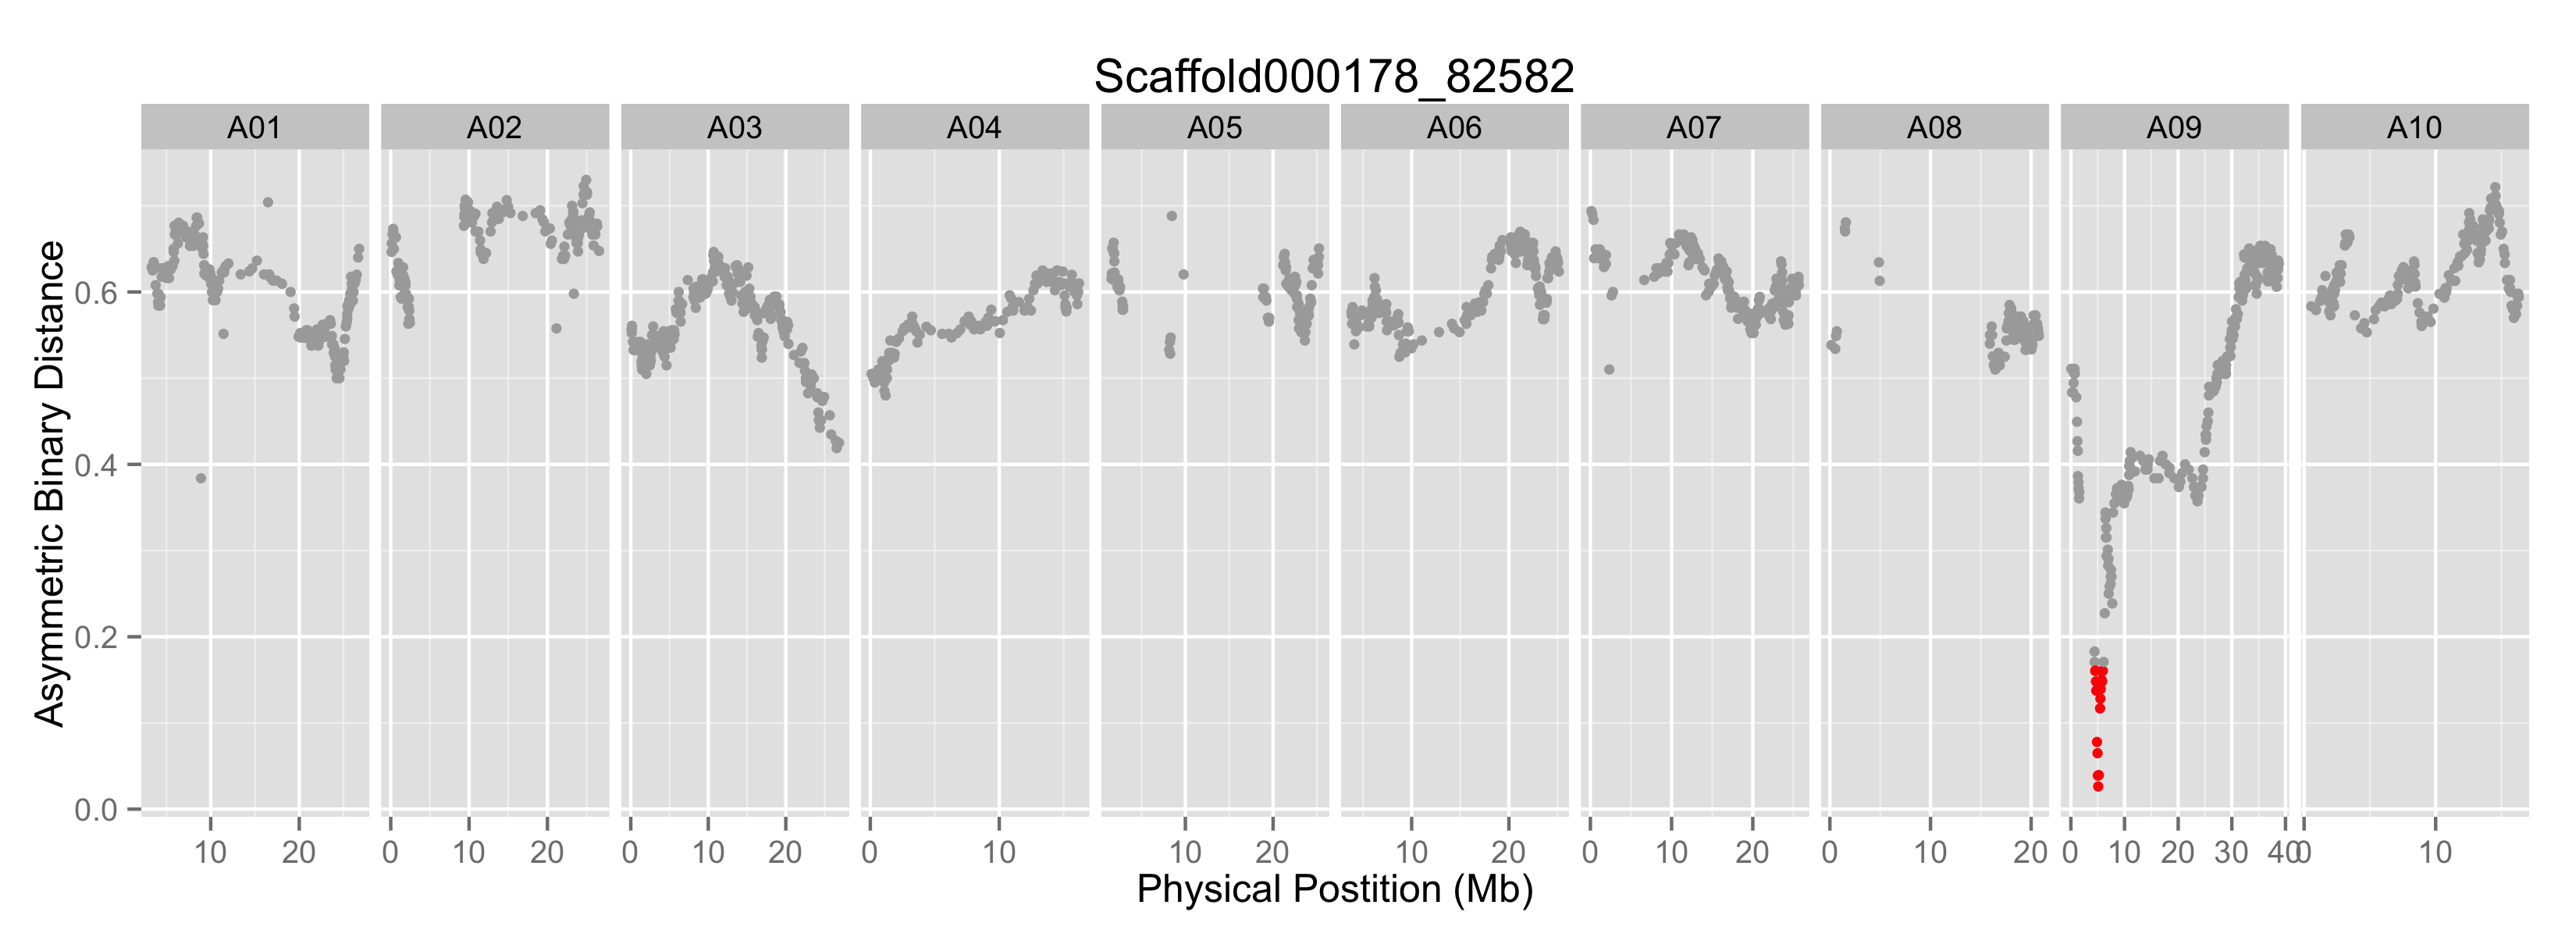 Scaffold000178_82582
A01 A02 A03 A04 A05 A06 A07 A08 A09 A10
Asymmetric Binary Distance
0.6
0.4
0.2
0.0
10 20 0 10 20 0 10 20 0 10 10 20 10 20 0 10 20 0 10 20 0 10 20 30 40 0 10
Physical Postition (Mb)